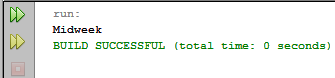 run:
Midweek
BUILD SUCCESSFUL (total time: 0 seconds)